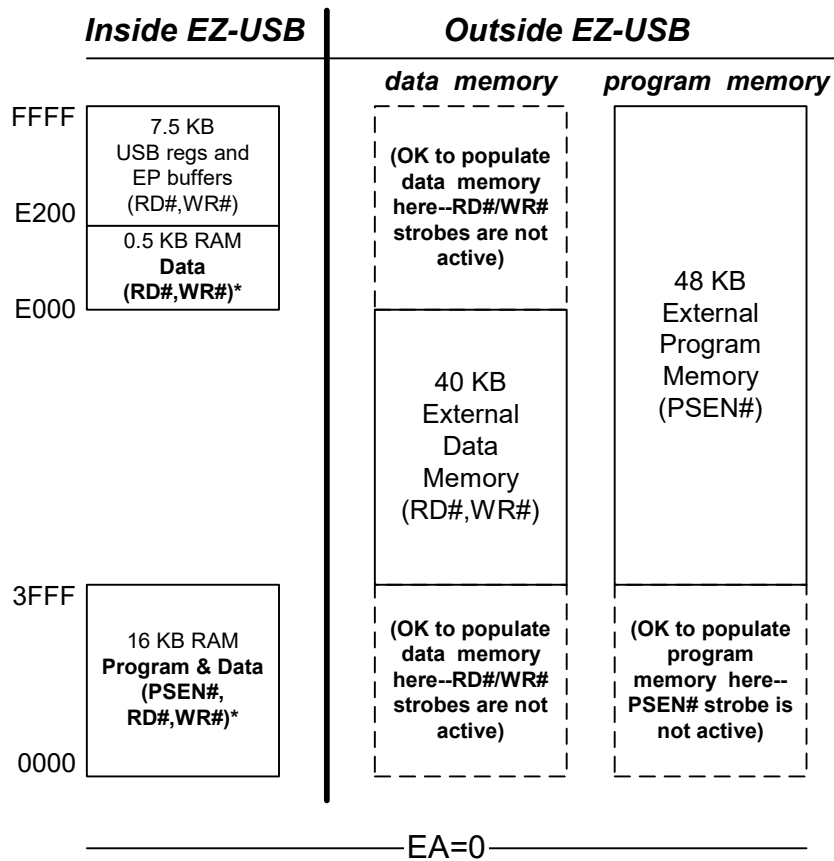 Inside EZ-USB
Outside EZ-USB
data memory
program memory
FFFF
E200
E000
3FFF
0000
7.5 KB
USB regs and
EP buffers
(RD#,WR#)
0.5 KB RAM
Data
(RD#,WR#)*
16 KB RAM
Program & Data
(PSEN#,
RD#,WR#)*
(OK to populate
data memory
here--RD#/WR#
strobes are not
active)
40 KB
External
Data
Memory
(RD#,WR#)
(OK to populate
data memory
here--RD#/WR#
strobes are not
active)
48 KB
External
Program
Memory
(PSEN#)
(OK to populate
program
memory here--
PSEN# strobe is
not active)
EA=0